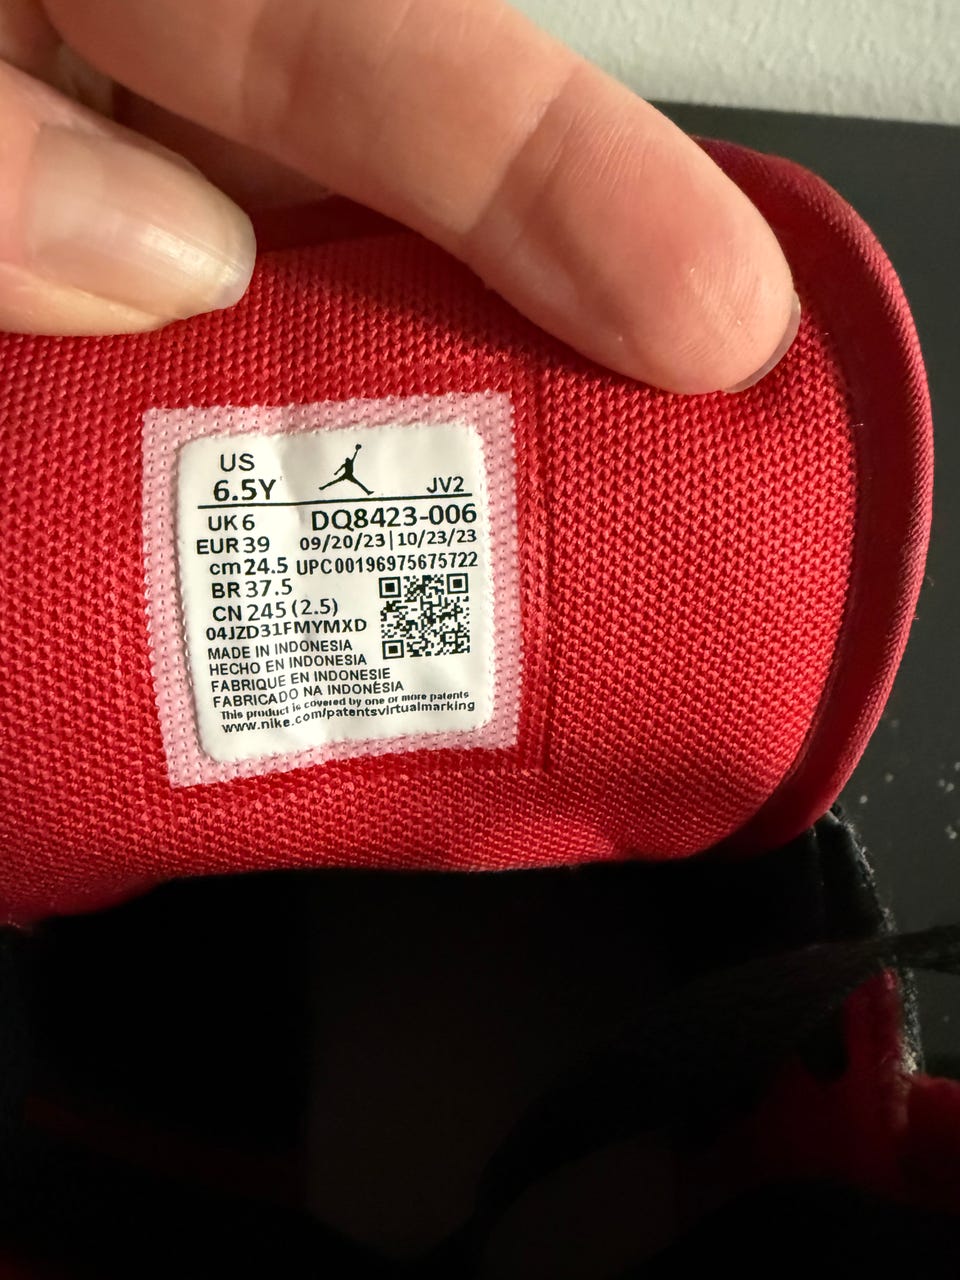 US
6.5Y JV2
UK 6 DQ8423-006
EUR 39 09/20/23|10/23/23
cm 24.5 UPC00196975675722
BR 37.5
CN 245 (2.5)
04JZD31FMYMXD
MADE IN INDONESIA
HECHO EN INDONESIA
FABRIQUE EN INDONESIE
FABRICADO NA INDONÉSIA
This product is covered by one or more patents
www.nike.com/patentsvirtualmarking